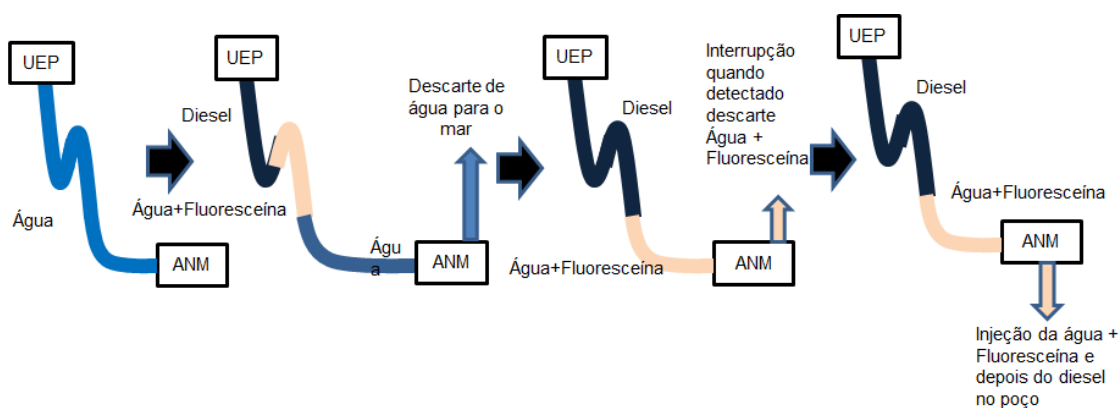 UEP
Água
ANM
UEP
Diesel
Água+Fluoresceína
Águ
a
ANM
Descarte de
água para o
mar
UEP
Diesel
Água+Fluoresceína
ANM
Interrupção
quando
detectado
descarte
Água +
Fluoresceína
UEP
Diesel
Água+Fluoresceína
ANM
Injeção da água +
Fluoresceína e
depois do diesel
no poço